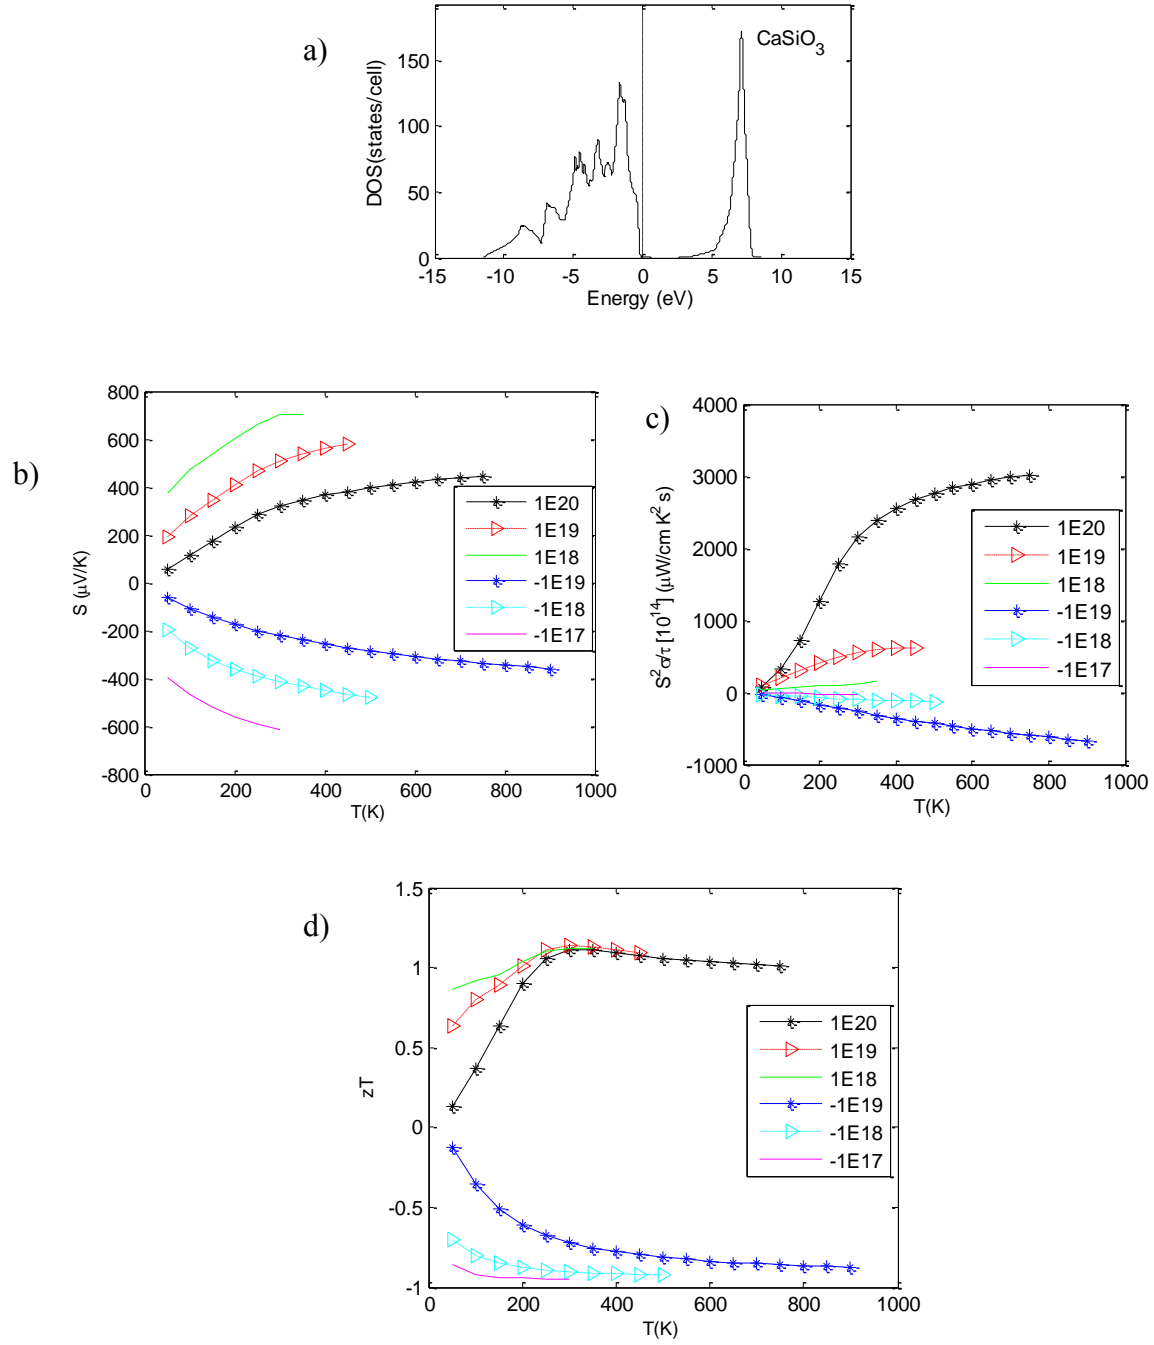 a)
CaSiO3
DOS(states/cell)
150
100
50
0
-15 -10 -5 0 5 10 15
Energy (eV)
b)
S (μV/K)
800
600
400
200
0
-200
-400
-600
-800
0 200 400 600 800 1000
T(K)
1E20
1E19
1E18
-1E19
-1E18
-1E17
c)
S²σ/τ [10¹⁴] (μW/cm K² s)
4000
3000
2000
1000
0
-1000
0 200 400 600 800 1000
T(K)
1E20
1E19
1E18
-1E19
-1E18
-1E17
d)
zT
1.5
1
0.5
0
-0.5
-1
0 200 400 600 800 1000
T(K)
1E20
1E19
1E18
-1E19
-1E18
-1E17